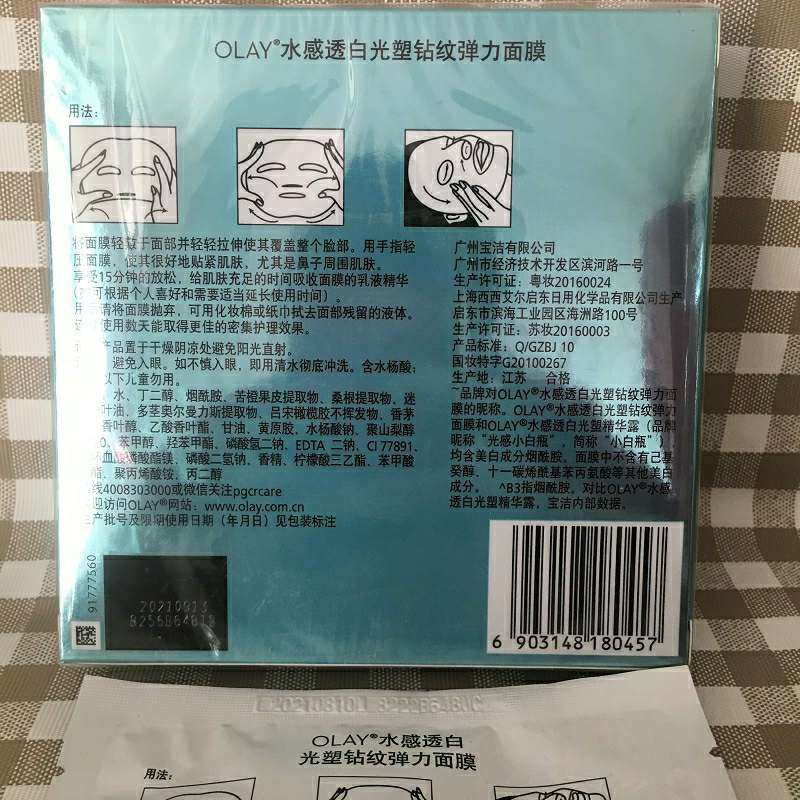 OLAY®水感透白光塑钻纹弹力面膜
用法:
将面膜轻敷于面部并轻轻拉伸使其覆盖整个脸部。用手指轻
压面膜，使其很好地贴紧肌肤，尤其是鼻子周围肌肤。
享受15分钟的放松，给肌肤充足的时间吸收面膜的乳液精华
可根据个人喜好和需要适当延长使用时间）。
用 请将面膜抛弃，可用化妆棉或纸巾拭去面部残留的液体。
使用数天能取得更佳的密集护理效果。
产品置于干燥阴凉处避免阳光直射。
避免入眼。如不慎入眼，即用清水彻底冲洗。含水杨酸;
以下儿童勿用。
水、丁二醇、烟酰胺、苦橙果皮提取物、桑根提取物、迷
叶油、多茎奥尔曼力斯提取物、吕宋橄榄胶不挥发物、香茅
香叶醇、乙酸香叶酯、甘油、黄原胶、水杨酸钠、聚山梨醇
0、苯甲醇、羟苯甲酯、磷酸氢二钠、EDTA 二钠、CI 77891、
血酸磷酸酯镁、磷酸二氢钠、香精、柠檬酸三乙酯、苯甲酸
酯、聚丙烯酸铵、丙二醇
线4008303000或微信关注pgcrcare
迎访问OLAY®网站：www.olay.com.cn
生产批号及限期使用日期（年月日）见包装标注
广州宝洁有限公司
广州市经济技术开发区滨河路一号
生产许可证：粤妆20160024
上海西西艾尔启东日用化学品有限公司生产
启东市滨海工业园区海洲路100号
生产许可证：苏妆20160003
产品标准：Q/GZBJ 10
国妆特字G20100267
生产地：江苏 合格
~品牌对OLAY®水感透白光塑钻纹弹力面
膜的昵称。OLAY®水感透白光塑钻纹弹力
面膜和OLAY®水感透白光塑精华露（品牌
昵称“光感小白瓶”，简称“小白瓶”）
均含美白成分烟酰胺。面膜中不含有己基
癸醇、十一碳烯酰基苯丙氨酸等其他美白
成分。 ^B3指烟酰胺。对比OLAY®水感
透白光塑精华露，宝洁内部数据。
91777560
20210913
6 903148 180457
OLAY®水感透白
光塑钻纹弹力面膜
用法: